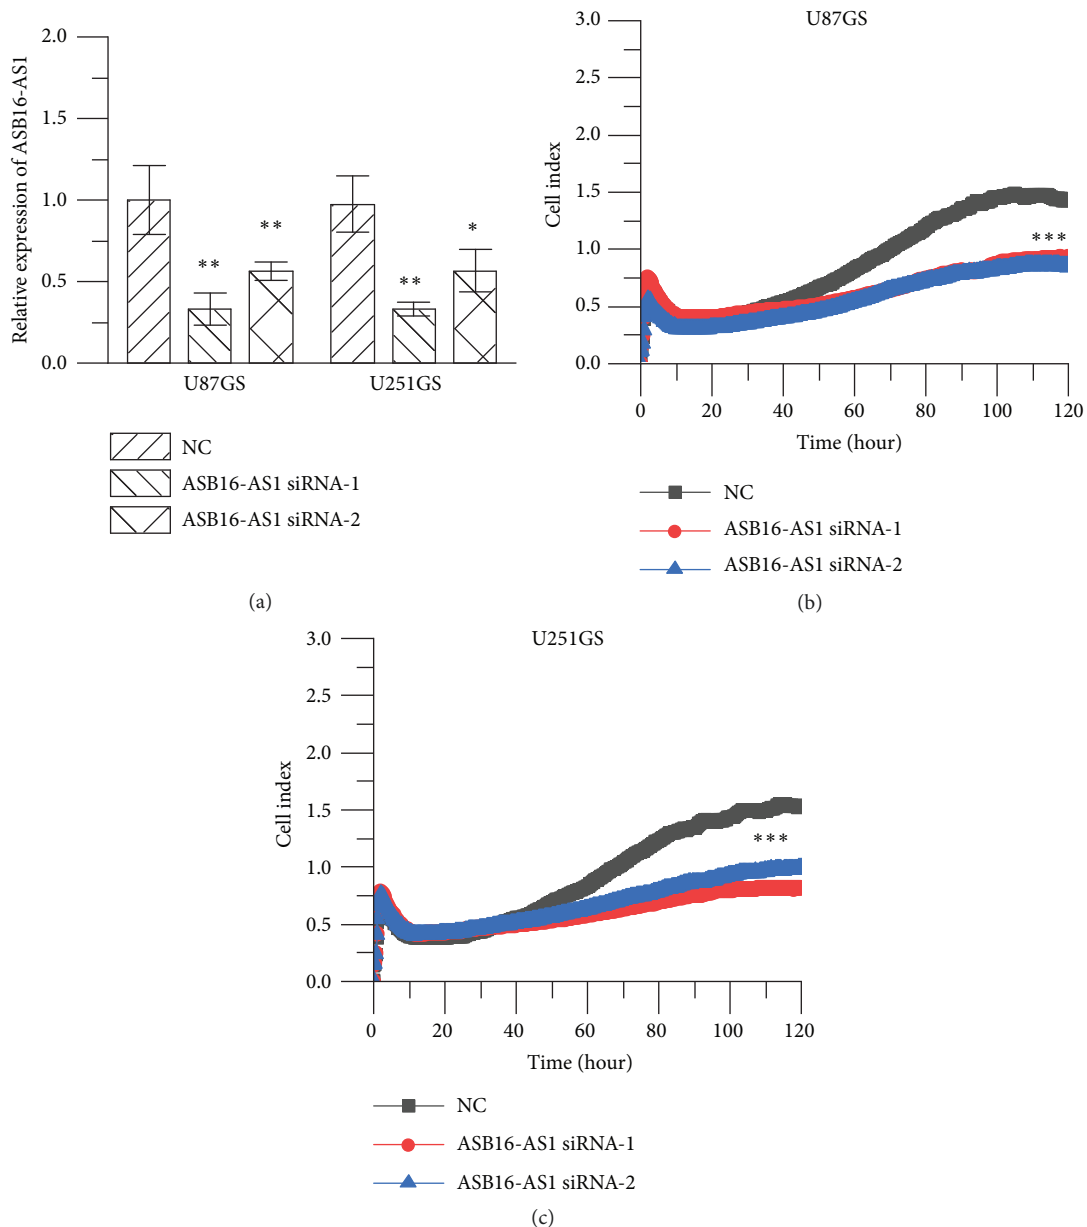 Relative expression of ASB16-AS1
2.0
1.5
1.0
0.5
0.0
**
**
**
*
U87GS
U251GS
NC
ASB16-AS1 siRNA-1
ASB16-AS1 siRNA-2
(a)
U87GS
Cell index
3.0
2.5
2.0
1.5
1.0
0.5
0.0
***
0 20 40 60 80 100 120
Time (hour)
NC
ASB16-AS1 siRNA-1
ASB16-AS1 siRNA-2
(b)
U251GS
Cell index
3.0
2.5
2.0
1.5
1.0
0.5
0.0
***
0 20 40 60 80 100 120
Time (hour)
NC
ASB16-AS1 siRNA-1
ASB16-AS1 siRNA-2
(c)